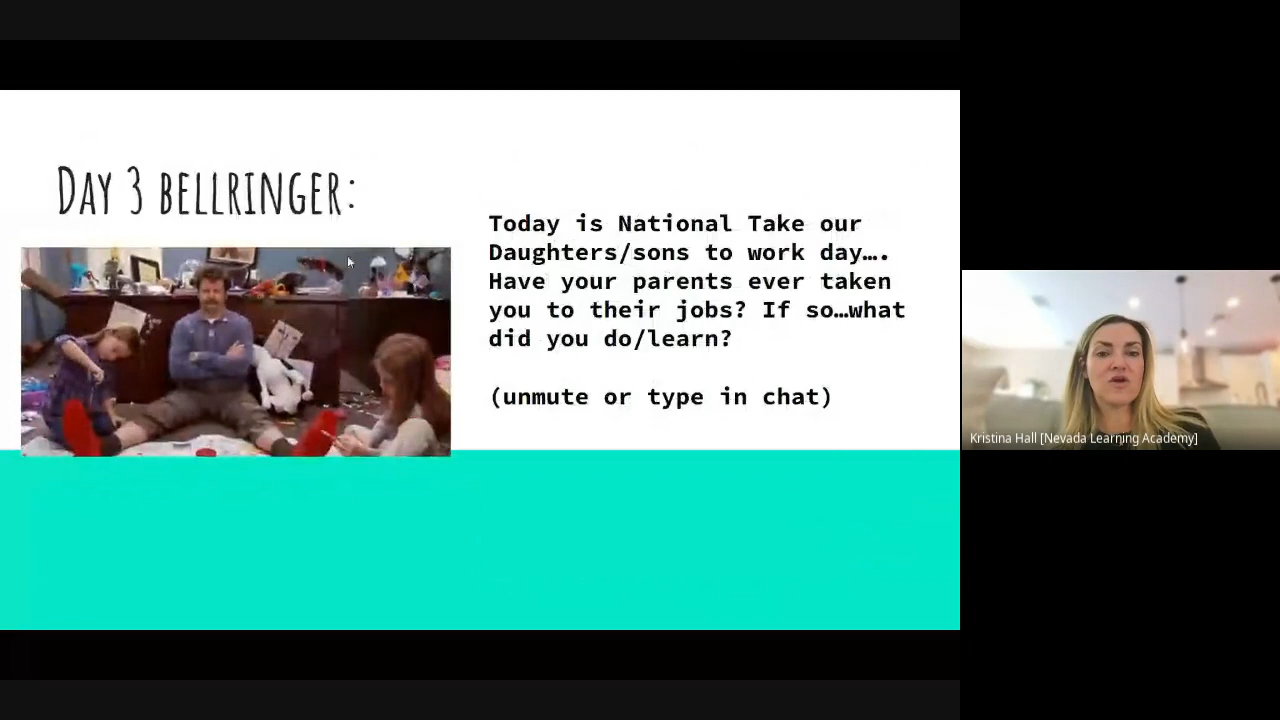 DAY 3 BELLRINGER:
Today is National Take our
Daughters/sons to work day….
Have your parents ever taken
you to their jobs? If so…what
did you do/learn?
(unmute or type in chat)
Kristina Hall [Nevada Learning Academy]